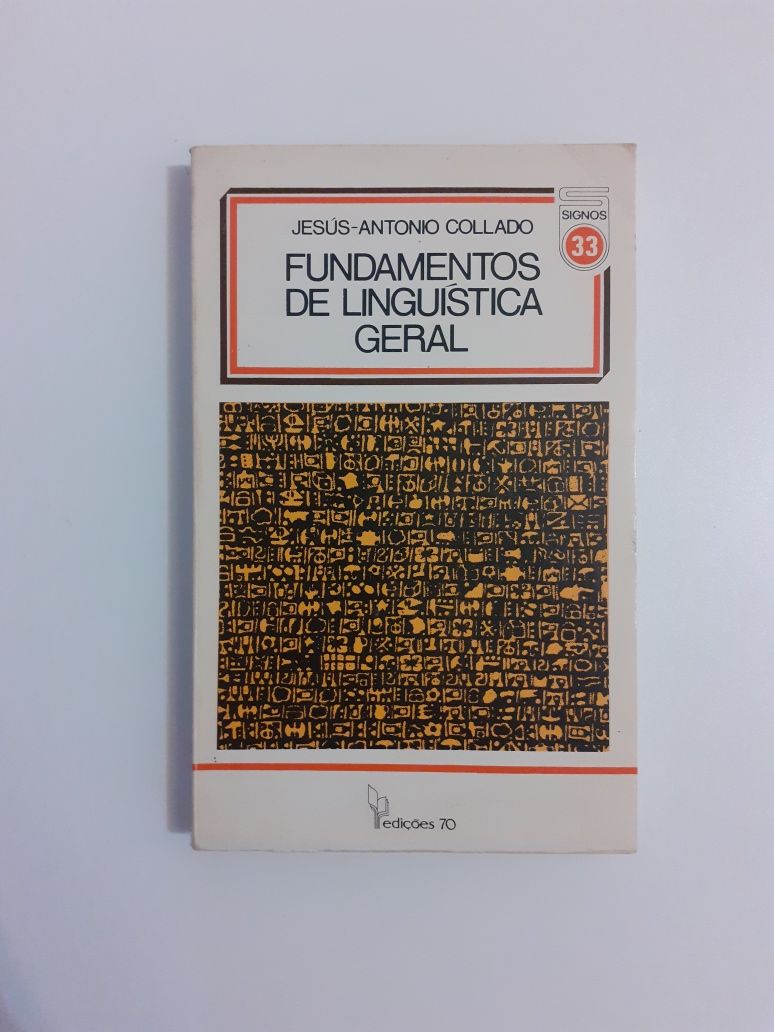 JESÚS-ANTONIO COLLADO
SIGNOS
33
FUNDAMENTOS
DE LINGUÍSTICA
GERAL
edições 70